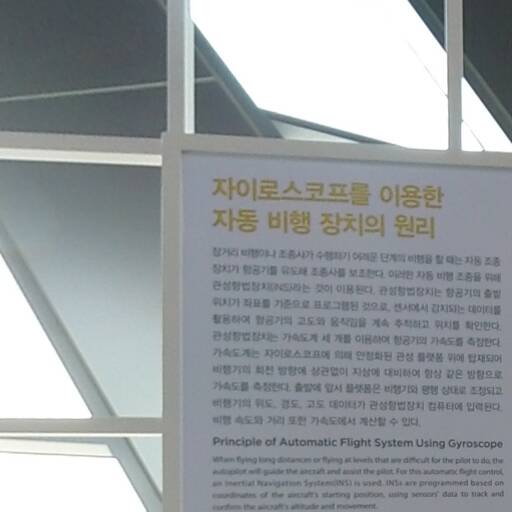 자이로스코프를 이용한
자동 비행 장치의 원리
장거리 비행이나 조종사가 수행하기 어려운 단계의 비행을 할 때는 자동 조종
장치가 항공기를 유도해 조종사를 보조한다. 이러한 자동 비행 조종을 위해
관성항법장치(INS)라는 것이 이용된다. 관성항법장치는 항공기의 출발
위치가 좌표를 기준으로 프로그램된 것으로, 센서에서 감지되는 데이터를
활용하여 항공기의 고도와 움직임을 계속 추적하고 위치를 확인한다.
관성항법장치는 가속도계 세 개를 이용하여 항공기의 가속도를 측정한다.
가속도계는 자이로스코프에 의해 안정화된 관성 플랫폼 위에 탑재되어
비행기의 회전 방향에 상관없이 지상에 대비하여 항상 같은 방향으로
가속도를 측정한다. 출발에 앞서 플랫폼은 비행기와 평행 상태로 조정되고
비행기의 위도, 경도, 고도 데이터가 관성항법장치 컴퓨터에 입력된다.
비행 속도와 거리 또한 가속도에서 계산할 수 있다.
Principle of Automatic Flight System Using Gyroscope
When flying long distances or flying at levels that are difficult for the pilot to do, the
autopilot will guide the aircraft and assist the pilot. For this automatic flight control,
an Inertial Navigation System(INS) is used. INSs are programmed based on
coordinates of the aircraft's starting position, using sensors' data to track and
confirm the aircraft's altitude and movement.